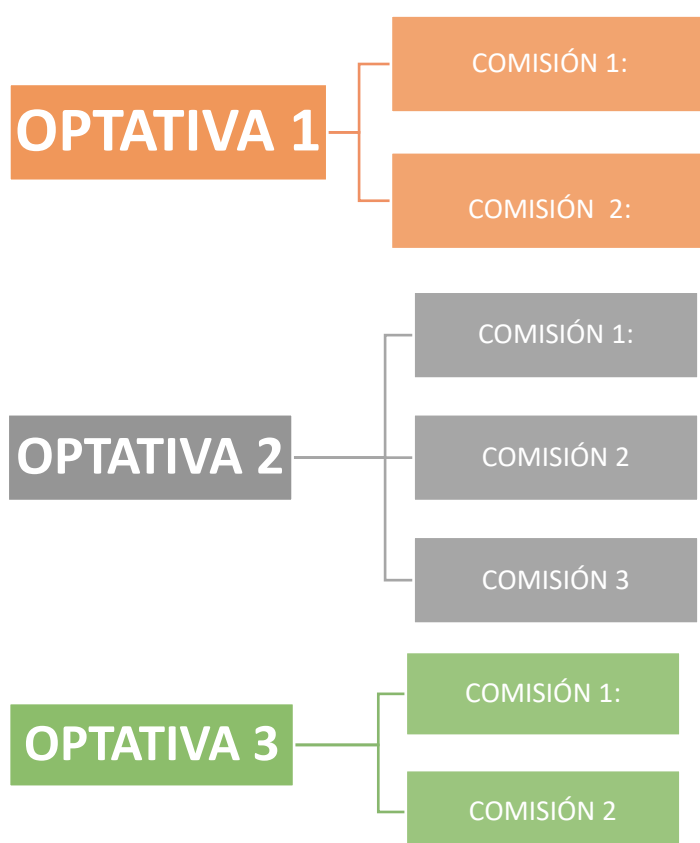 OPTATIVA 1
COMISIÓN 1:
COMISIÓN 2:
OPTATIVA 2
COMISIÓN 1:
COMISIÓN 2
COMISIÓN 3
OPTATIVA 3
COMISIÓN 1:
COMISIÓN 2